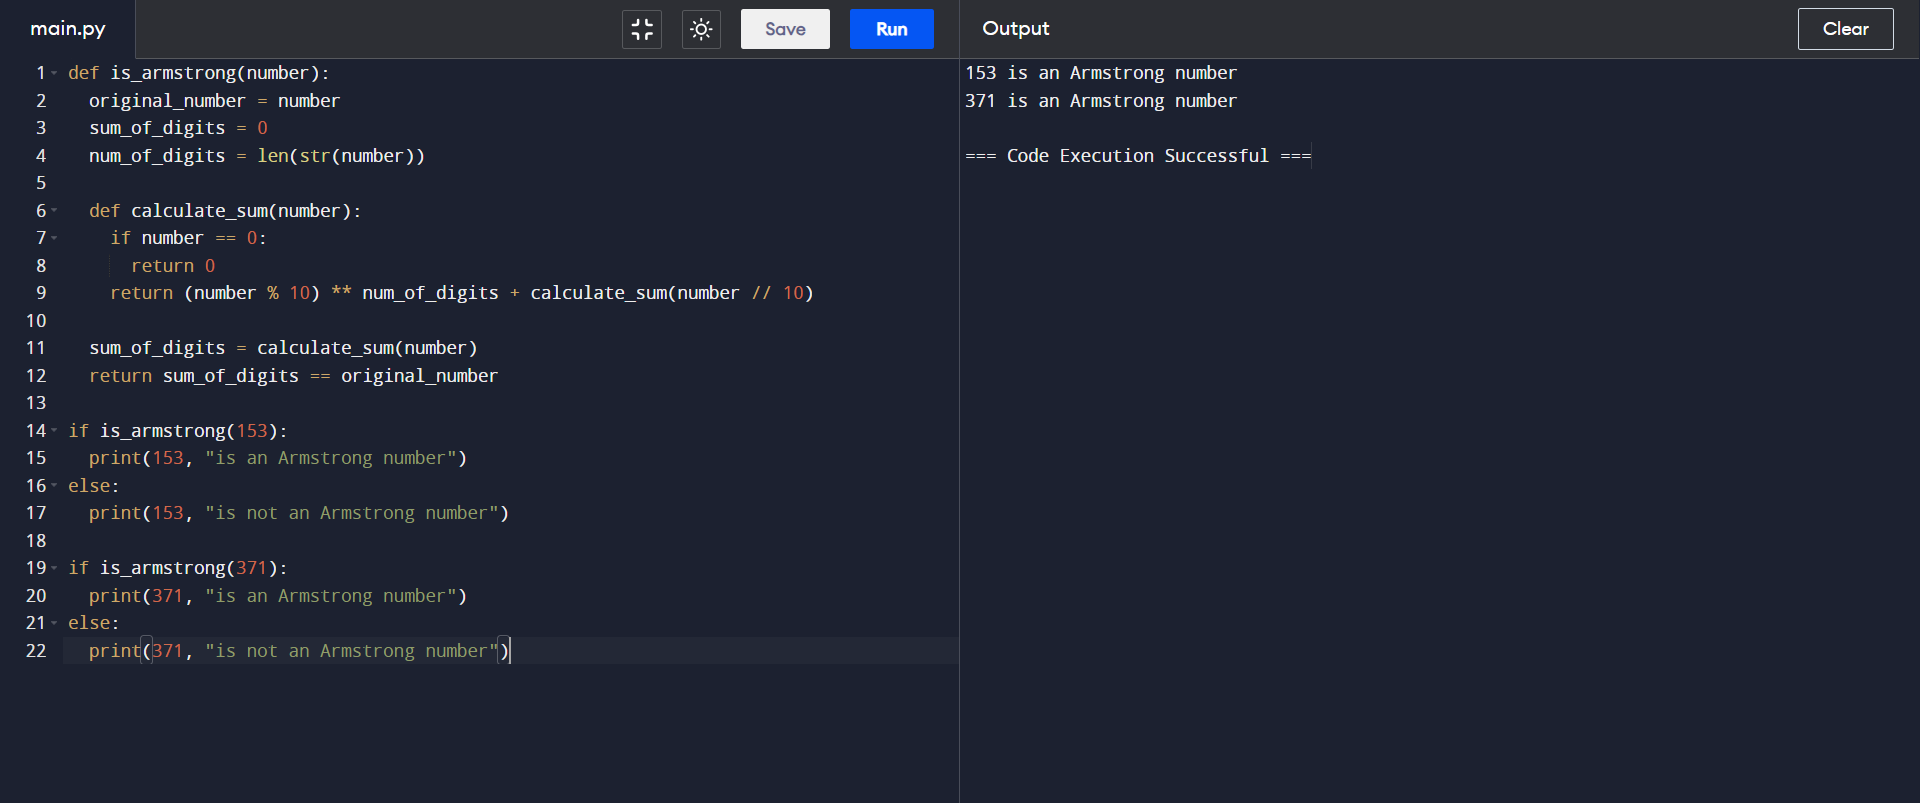 main.py
Save
Run
Output
Clear
1 def is_armstrong(number):
2   original_number = number
3   sum_of_digits = 0
4   num_of_digits = len(str(number))
5
6   def calculate_sum(number):
7     if number == 0:
8       return 0
9     return (number % 10) ** num_of_digits + calculate_sum(number // 10)
10
11   sum_of_digits = calculate_sum(number)
12   return sum_of_digits == original_number
13
14 if is_armstrong(153):
15   print(153, "is an Armstrong number")
16 else:
17   print(153, "is not an Armstrong number")
18
19 if is_armstrong(371):
20   print(371, "is an Armstrong number")
21 else:
22   print(371, "is not an Armstrong number")
153 is an Armstrong number
371 is an Armstrong number
=== Code Execution Successful ===